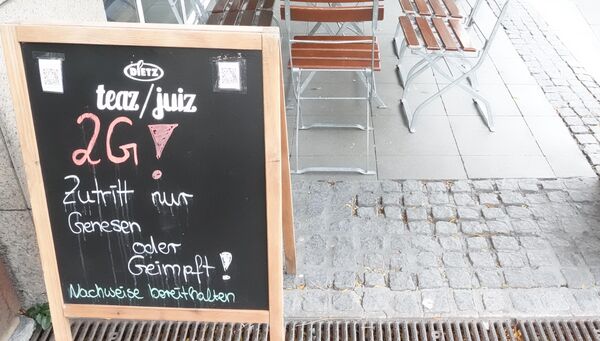 DIETZ
teaz/juiz
2G!
Zutritt nur
Genesen
oder
Geimpft!
Nachweise bereithalten